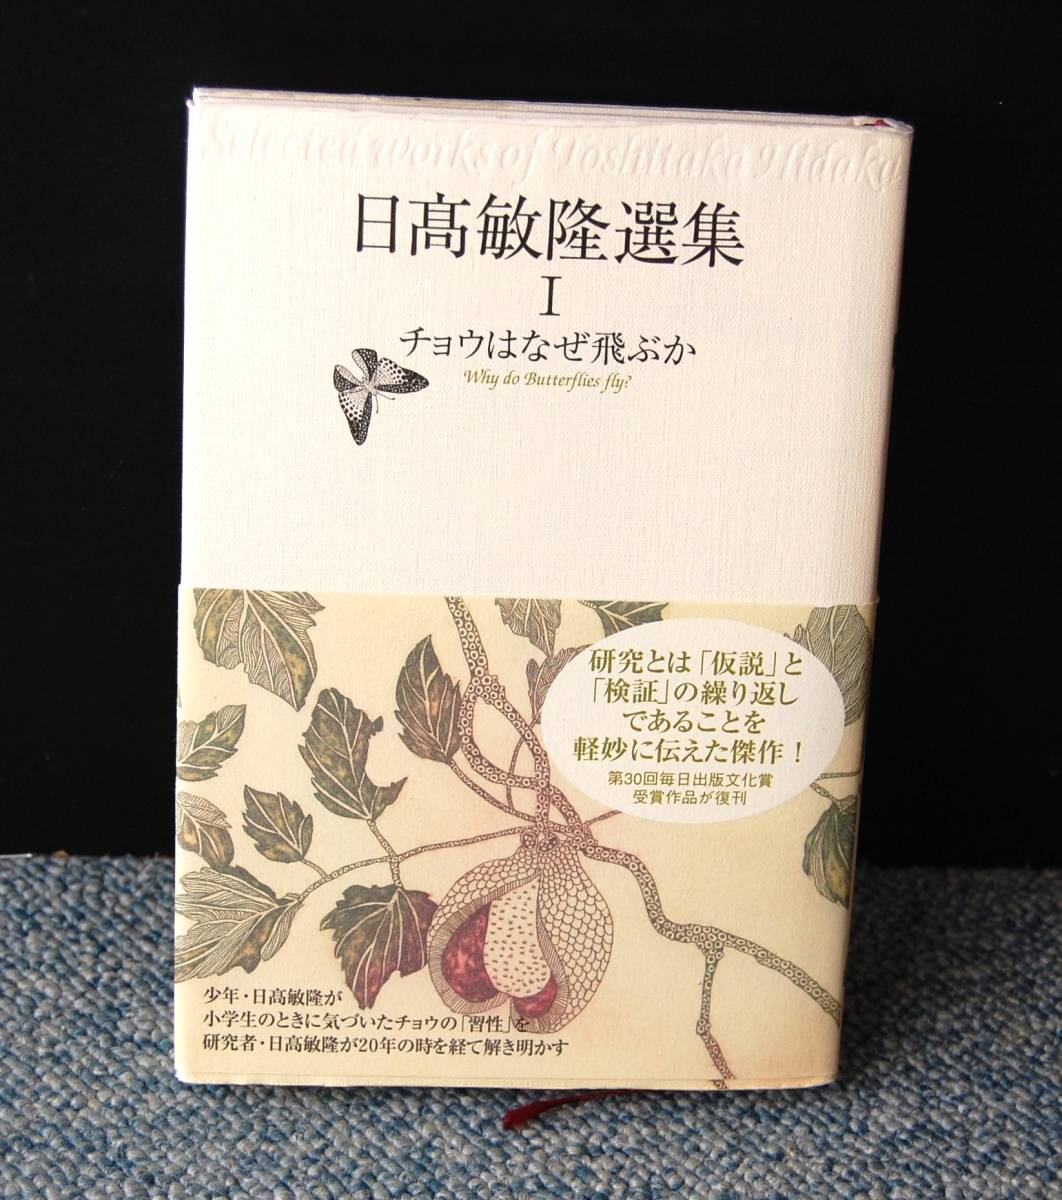 Selected works of Toshitaka Hidaka
日髙敏隆選集
I
チョウはなぜ飛ぶか
Why do Butterflies fly?
研究とは「仮説」と
「検証」の繰り返し
であることを
軽妙に伝えた傑作！
第30回毎日出版文化賞
受賞作品が復刊
少年・日髙敏隆が
小学生のときに気づいたチョウの「習性」を
研究者・日髙敏隆が20年の時を経て解き明かす